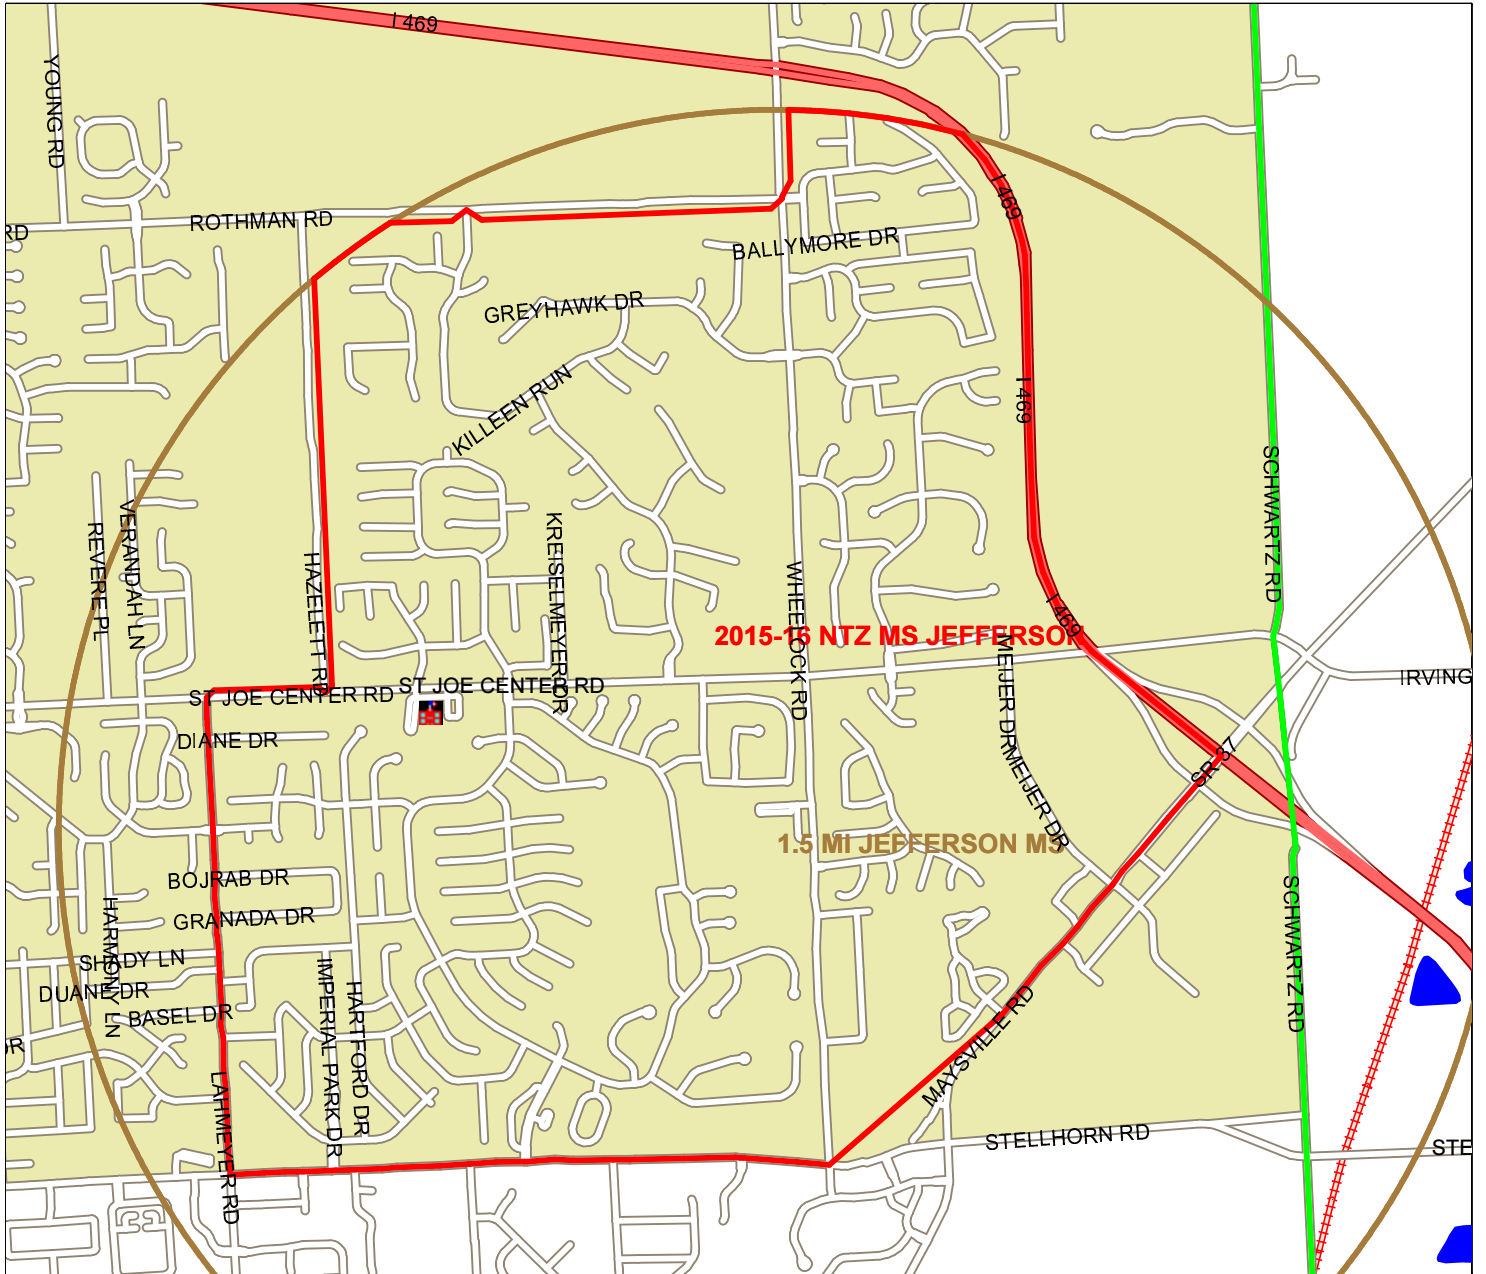 I 469
YOUNG RD
ROTHMAN RD
RD
I 469
BALLYMORE DR
GREYHAWK DR
KILLEEN RUN
I 469
SCHWARTZ RD
VERANDAH LN
REVERE PL
HAZELETT RD
KREISELMEYER DR
WHEELOCK RD
I 469
2015-16 NTZ MS JEFFERSON
MEIJER DR
IRVING
ST JOE CENTER RD
ST JOE CENTER RD
DIANE DR
MEIJER DR
SR 37
1.5 MI JEFFERSON MS
BOJRAB DR
GRANADA DR
HARMONY LN
SHADY LN
DUANE DR
BASEL DR
IMPERIAL PARK DR
HARTFORD DR
SCHWARTZ RD
MAYSVILLE RD
DR
LAHMEYER RD
STELLHORN RD
STE